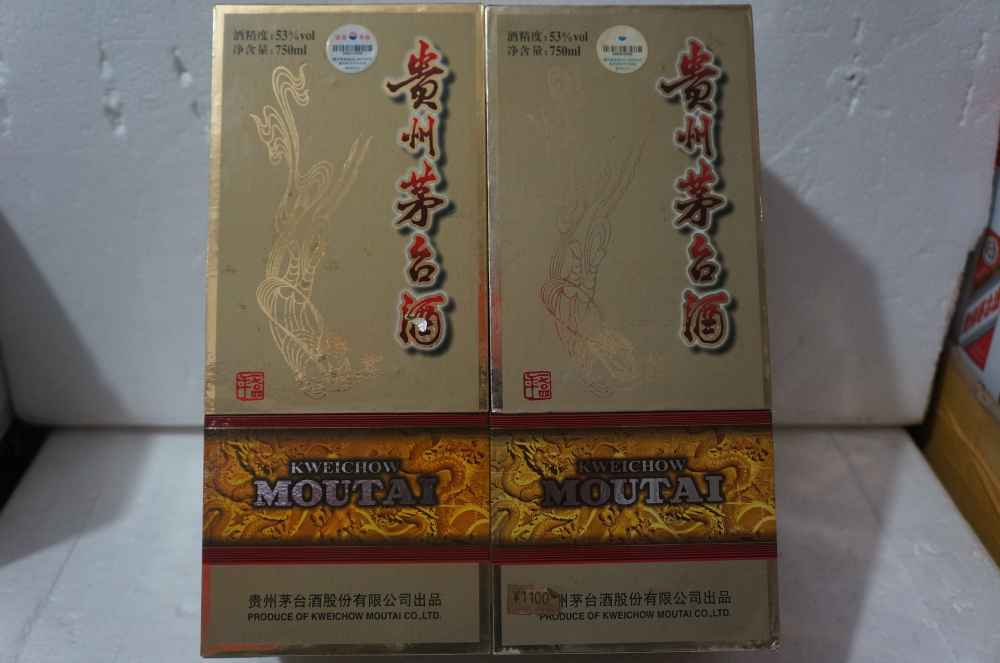 酒精度：53%vol
净含量：750ml
贵州茅台酒
KWEICHOW
MOUTAI
贵州茅台酒股份有限公司出品
PRODUCE OF KWEICHOW MOUTAI CO.,LTD.
酒精度：53%vol
净含量：750ml
贵州茅台酒
KWEICHOW
MOUTAI
¥1100
州茅台酒股份有限公司出品
PRODUCE OF KWEICHOW MOUTAI CO.,LTD.